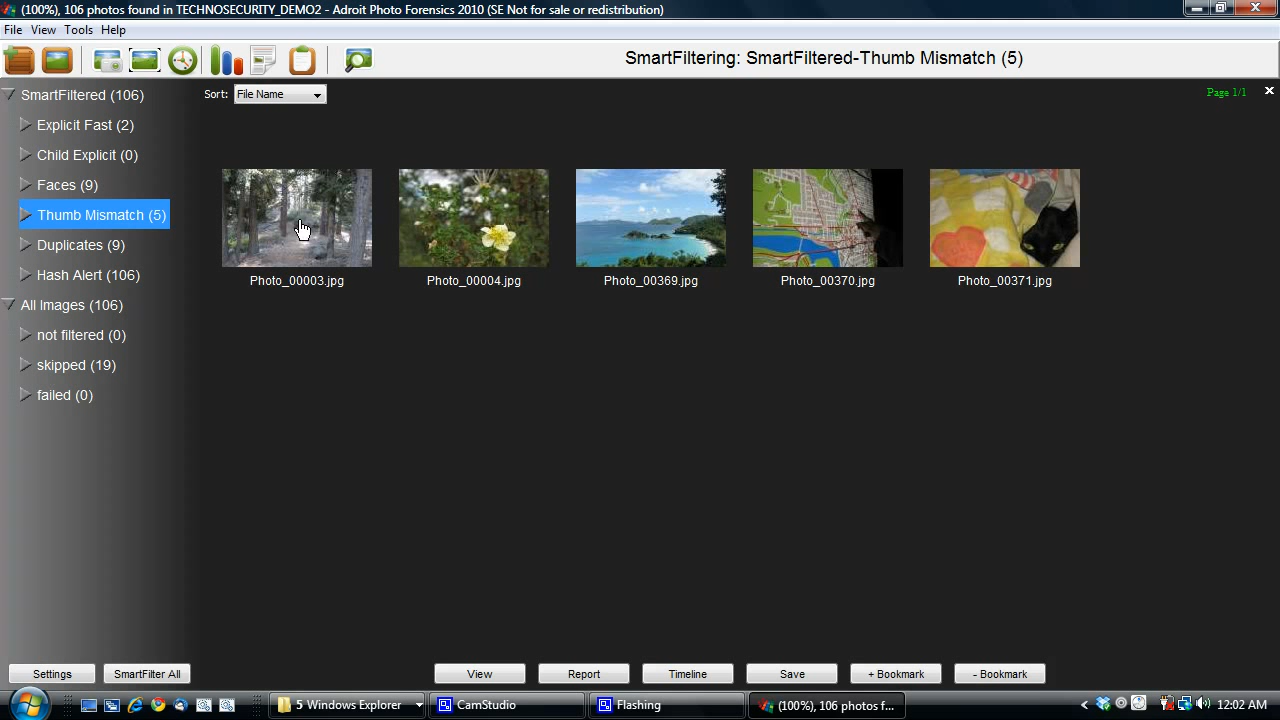 (100%), 106 photos found in TECHNOSECURITY_DEMO2 - Adroit Photo Forensics 2010 (SE Not for sale or redistribution)
File View Tools Help
SmartFiltering: SmartFiltered-Thumb Mismatch (5)
SmartFiltered (106)
Explicit Fast (2)
Child Explicit (0)
Faces (9)
Thumb Mismatch (5)
Duplicates (9)
Hash Alert (106)
All Images (106)
not filtered (0)
skipped (19)
failed (0)
Sort: File Name
Page 1/1
Photo_00003.jpg
Photo_00004.jpg
Photo_00369.jpg
Photo_00370.jpg
Photo_00371.jpg
Settings
SmartFilter All
View
Report
Timeline
Save
+ Bookmark
- Bookmark
5 Windows Explorer
CamStudio
Flashing
(100%), 106 photos f...
12:02 AM